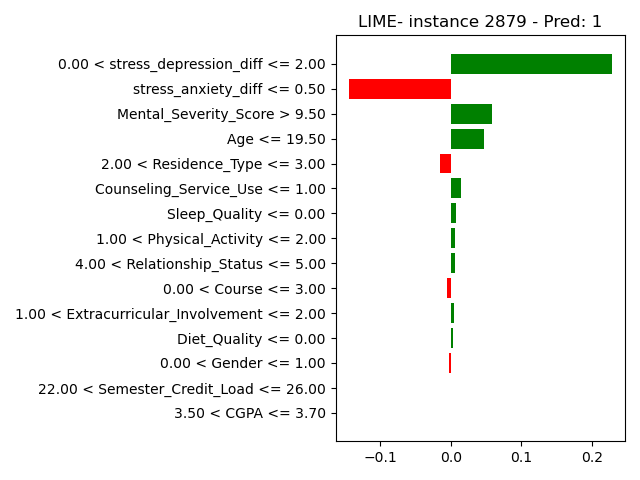 LIME- instance 2879 - Pred: 1
0.00 < stress_depression_diff <= 2.00
stress_anxiety_diff <= 0.50
Mental_Severity_Score > 9.50
Age <= 19.50
2.00 < Residence_Type <= 3.00
Counseling_Service_Use <= 1.00
Sleep_Quality <= 0.00
1.00 < Physical_Activity <= 2.00
4.00 < Relationship_Status <= 5.00
0.00 < Course <= 3.00
1.00 < Extracurricular_Involvement <= 2.00
Diet_Quality <= 0.00
0.00 < Gender <= 1.00
22.00 < Semester_Credit_Load <= 26.00
3.50 < CGPA <= 3.70
−0.1 0.0 0.1 0.2